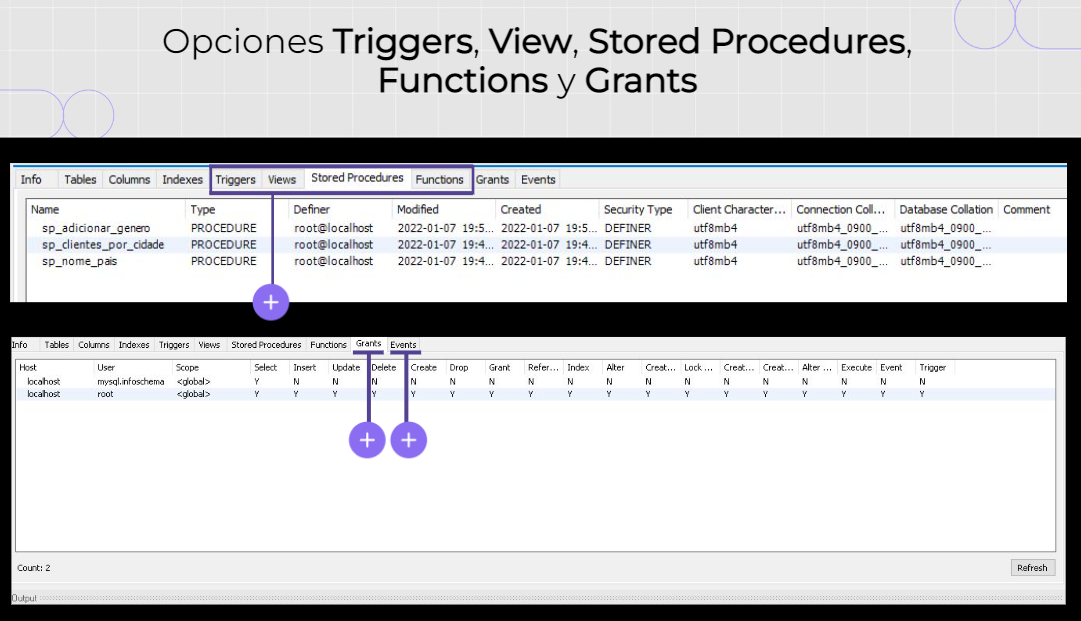 Opciones Triggers, View, Stored Procedures,
Functions y Grants
Info Tables Columns Indexes Triggers Views Stored Procedures Functions Grants Events
Name Type Definer Modified Created Security Type Client Character... Connection Coll... Database Collation Comment
sp_adicionar_genero PROCEDURE root@localhost 2022-01-07 19:5... 2022-01-07 19:5... DEFINER utf8mb4 utf8mb4_0900_... utf8mb4_0900_...
sp_clientes_por_cidade PROCEDURE root@localhost 2022-01-07 19:4... 2022-01-07 19:4... DEFINER utf8mb4 utf8mb4_0900_... utf8mb4_0900_...
sp_nome_pais PROCEDURE root@localhost 2022-01-07 19:4... 2022-01-07 19:4... DEFINER utf8mb4 utf8mb4_0900_... utf8mb4_0900_...
+
Info Tables Columns Indexes Triggers Views Stored Procedures Functions Grants Events
Host User Scope Select Insert Update Delete Create Drop Grant Refer... Index Alter Creat... Lock ... Creat... Creat... Alter ... Execute Event Trigger
localhost mysql.infoschema <global> Y N N N N N N N N N N N N N N N N N
localhost root <global> Y Y Y Y Y Y Y Y Y Y Y Y Y Y Y Y Y Y
+ +
Count: 2 Refresh
Output